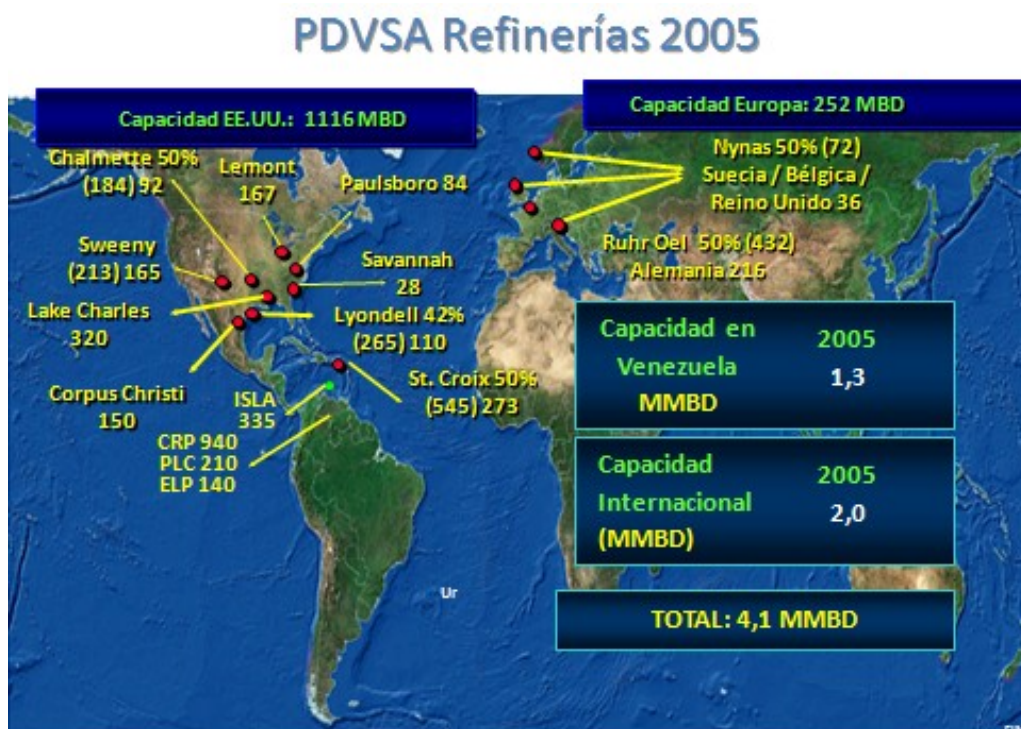 PDVSA Refinerías 2005
Capacidad EE.UU.: 1116 MBD
Capacidad Europa: 252 MBD
Chalmette 50%
(184) 92
Lemont
167
Paulsboro 84
Nynas 50% (72)
Suecia / Bélgica /
Reino Unido 36
Sweeny
(213) 165
Savannah
28
Ruhr Oel 50% (432)
Alemania 216
Lake Charles
320
Lyondell 42%
(265) 110
Corpus Christi
150
ISLA
335
St. Croix 50%
(545) 273
CRP 940
PLC 210
ELP 140
Capacidad en
Venezuela
MMBD
2005
1,3
Capacidad
Internacional
(MMBD)
2005
2,0
Ur
TOTAL: 4,1 MMBD